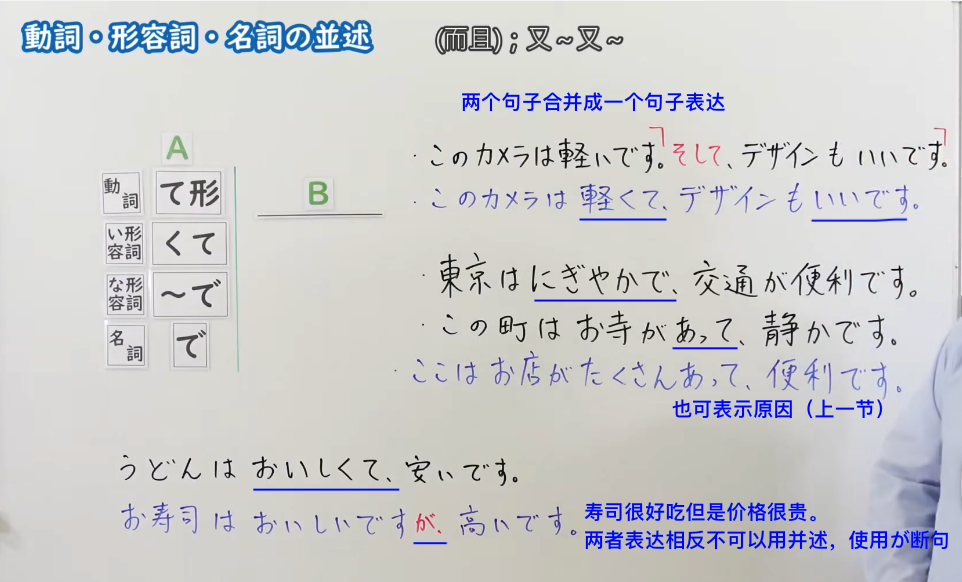 動詞・形容詞・名詞の並述
(而且)；又～又～
两个句子合并成一个句子表达
A
動詞 て形
い形容詞 くて
な形容詞 ～で
名詞 で
B
・このカメラは軽いです。そして、デザインもいいです。
・このカメラは軽くて、デザインもいいです。
・東京はにぎやかで、交通が便利です。
・この町はお寺があって、静かです。
・ここはお店がたくさんあって、便利です。
也可表示原因（上一节）
うどんはおいしくて、安いです。
お寿司はおいしいですが、高いです。
寿司很好吃但是价格很贵。
两者表达相反不可以用并述，使用が断句